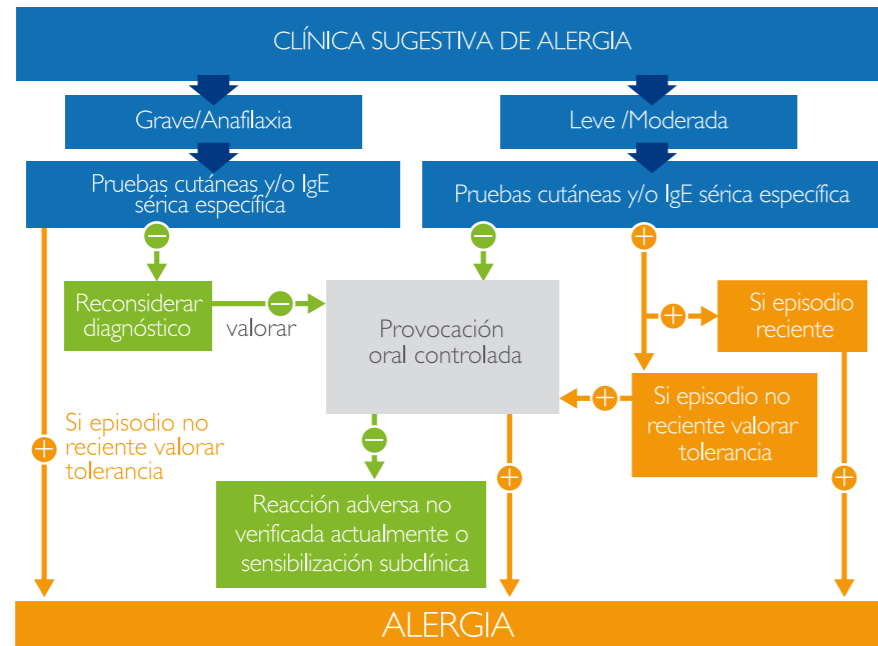 CLÍNICA SUGESTIVA DE ALERGIA
Grave/Anafilaxia
Leve /Moderada
Pruebas cutáneas y/o IgE
sérica específica
Pruebas cutáneas y/o IgE sérica específica
Reconsiderar
diagnóstico
valorar
Provocación
oral controlada
Si episodio
reciente
Si episodio no
reciente valorar
tolerancia
Si episodio no
reciente valorar
tolerancia
Reacción adversa no
verificada actualmente o
sensibilización subclínica
ALERGIA